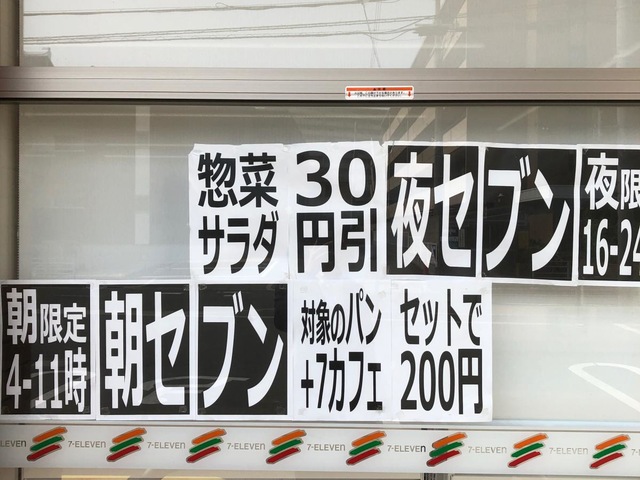 惣菜サラダ
30円引
夜セブン
夜限
16-24
朝限定
4-11時
朝セブン
対象のパン
+7カフェ
セットで
200円
7-ELEVEN 7-ELEVEN 7-ELEVEN 7-ELEVEN 7-ELEVEN 7-ELEVEN 7-ELEVEN